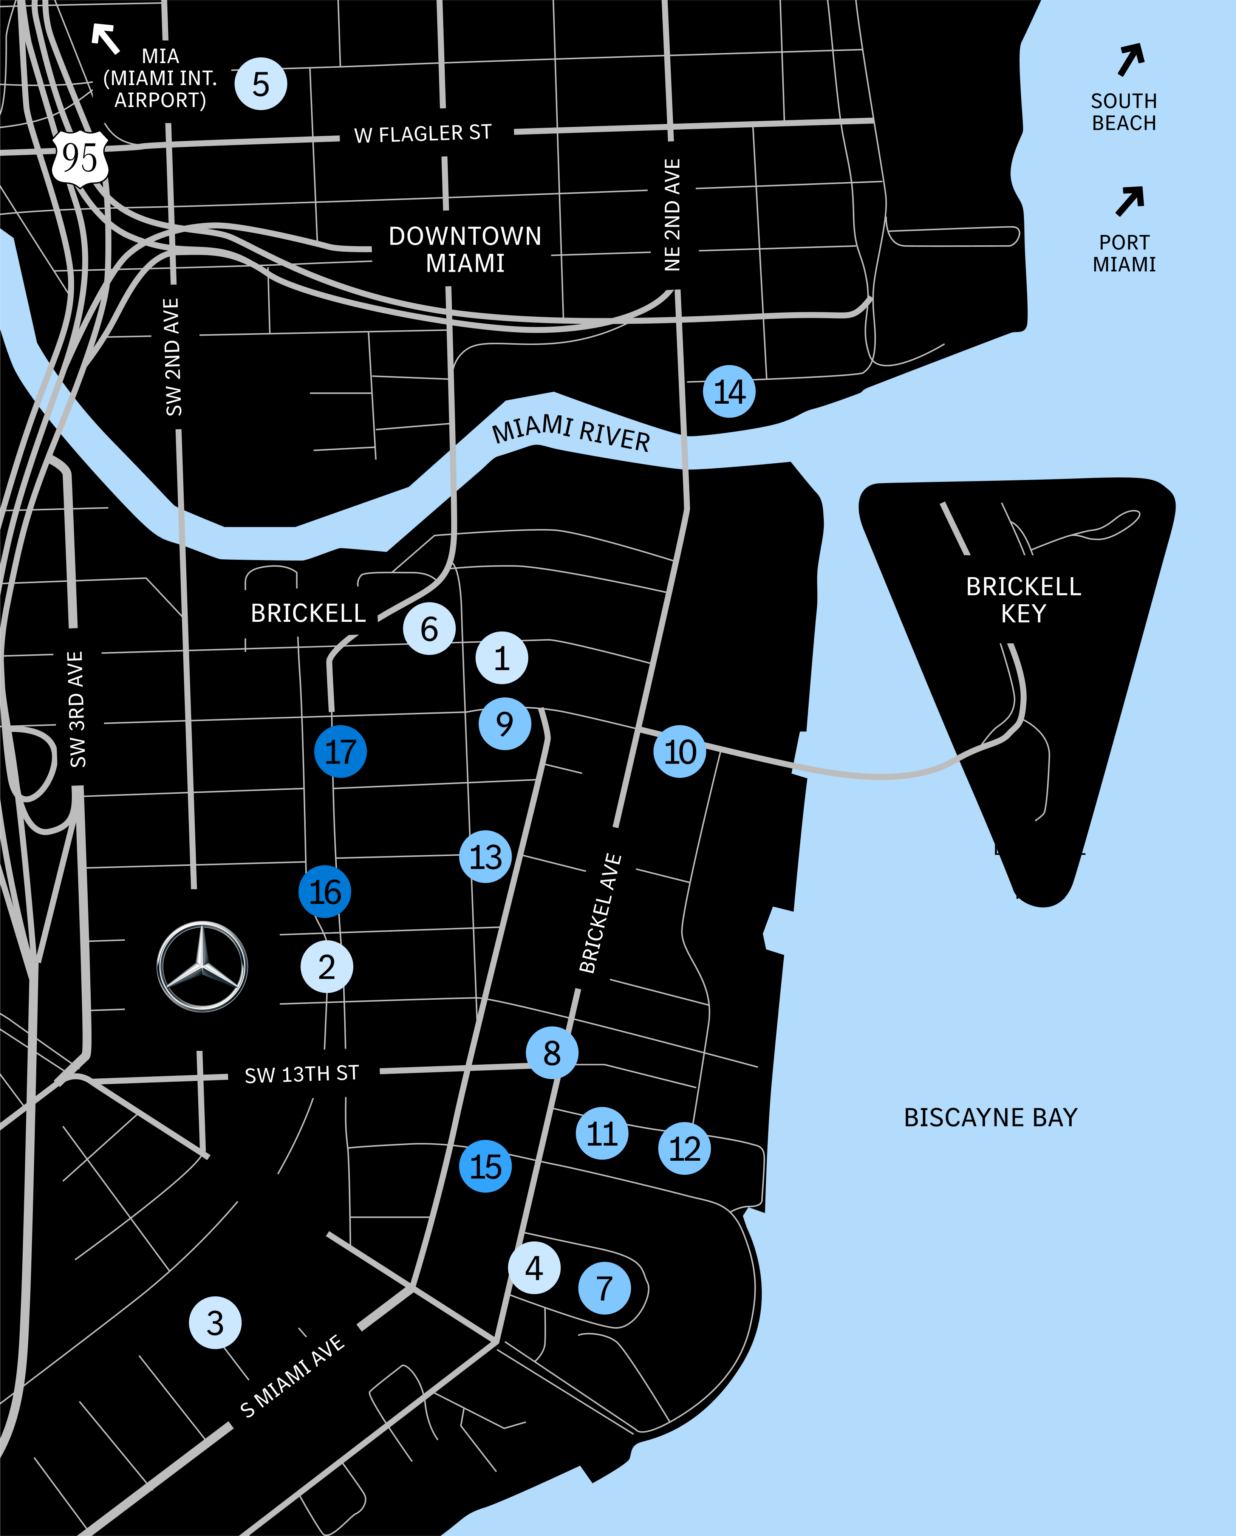 MIA
(MIAMI INT.
AIRPORT)
5
SOUTH
BEACH
95
W FLAGLER ST
NE 2ND AVE
PORT
MIAMI
DOWNTOWN
MIAMI
SW 2ND AVE
14
MIAMI RIVER
BRICKELL
KEY
BRICKELL
6
1
SW 3RD AVE
9
17
10
13
16
BRICKEL AVE
2
8
SW 13TH ST
BISCAYNE BAY
11
12
15
4
7
3
S MIAMI AVE